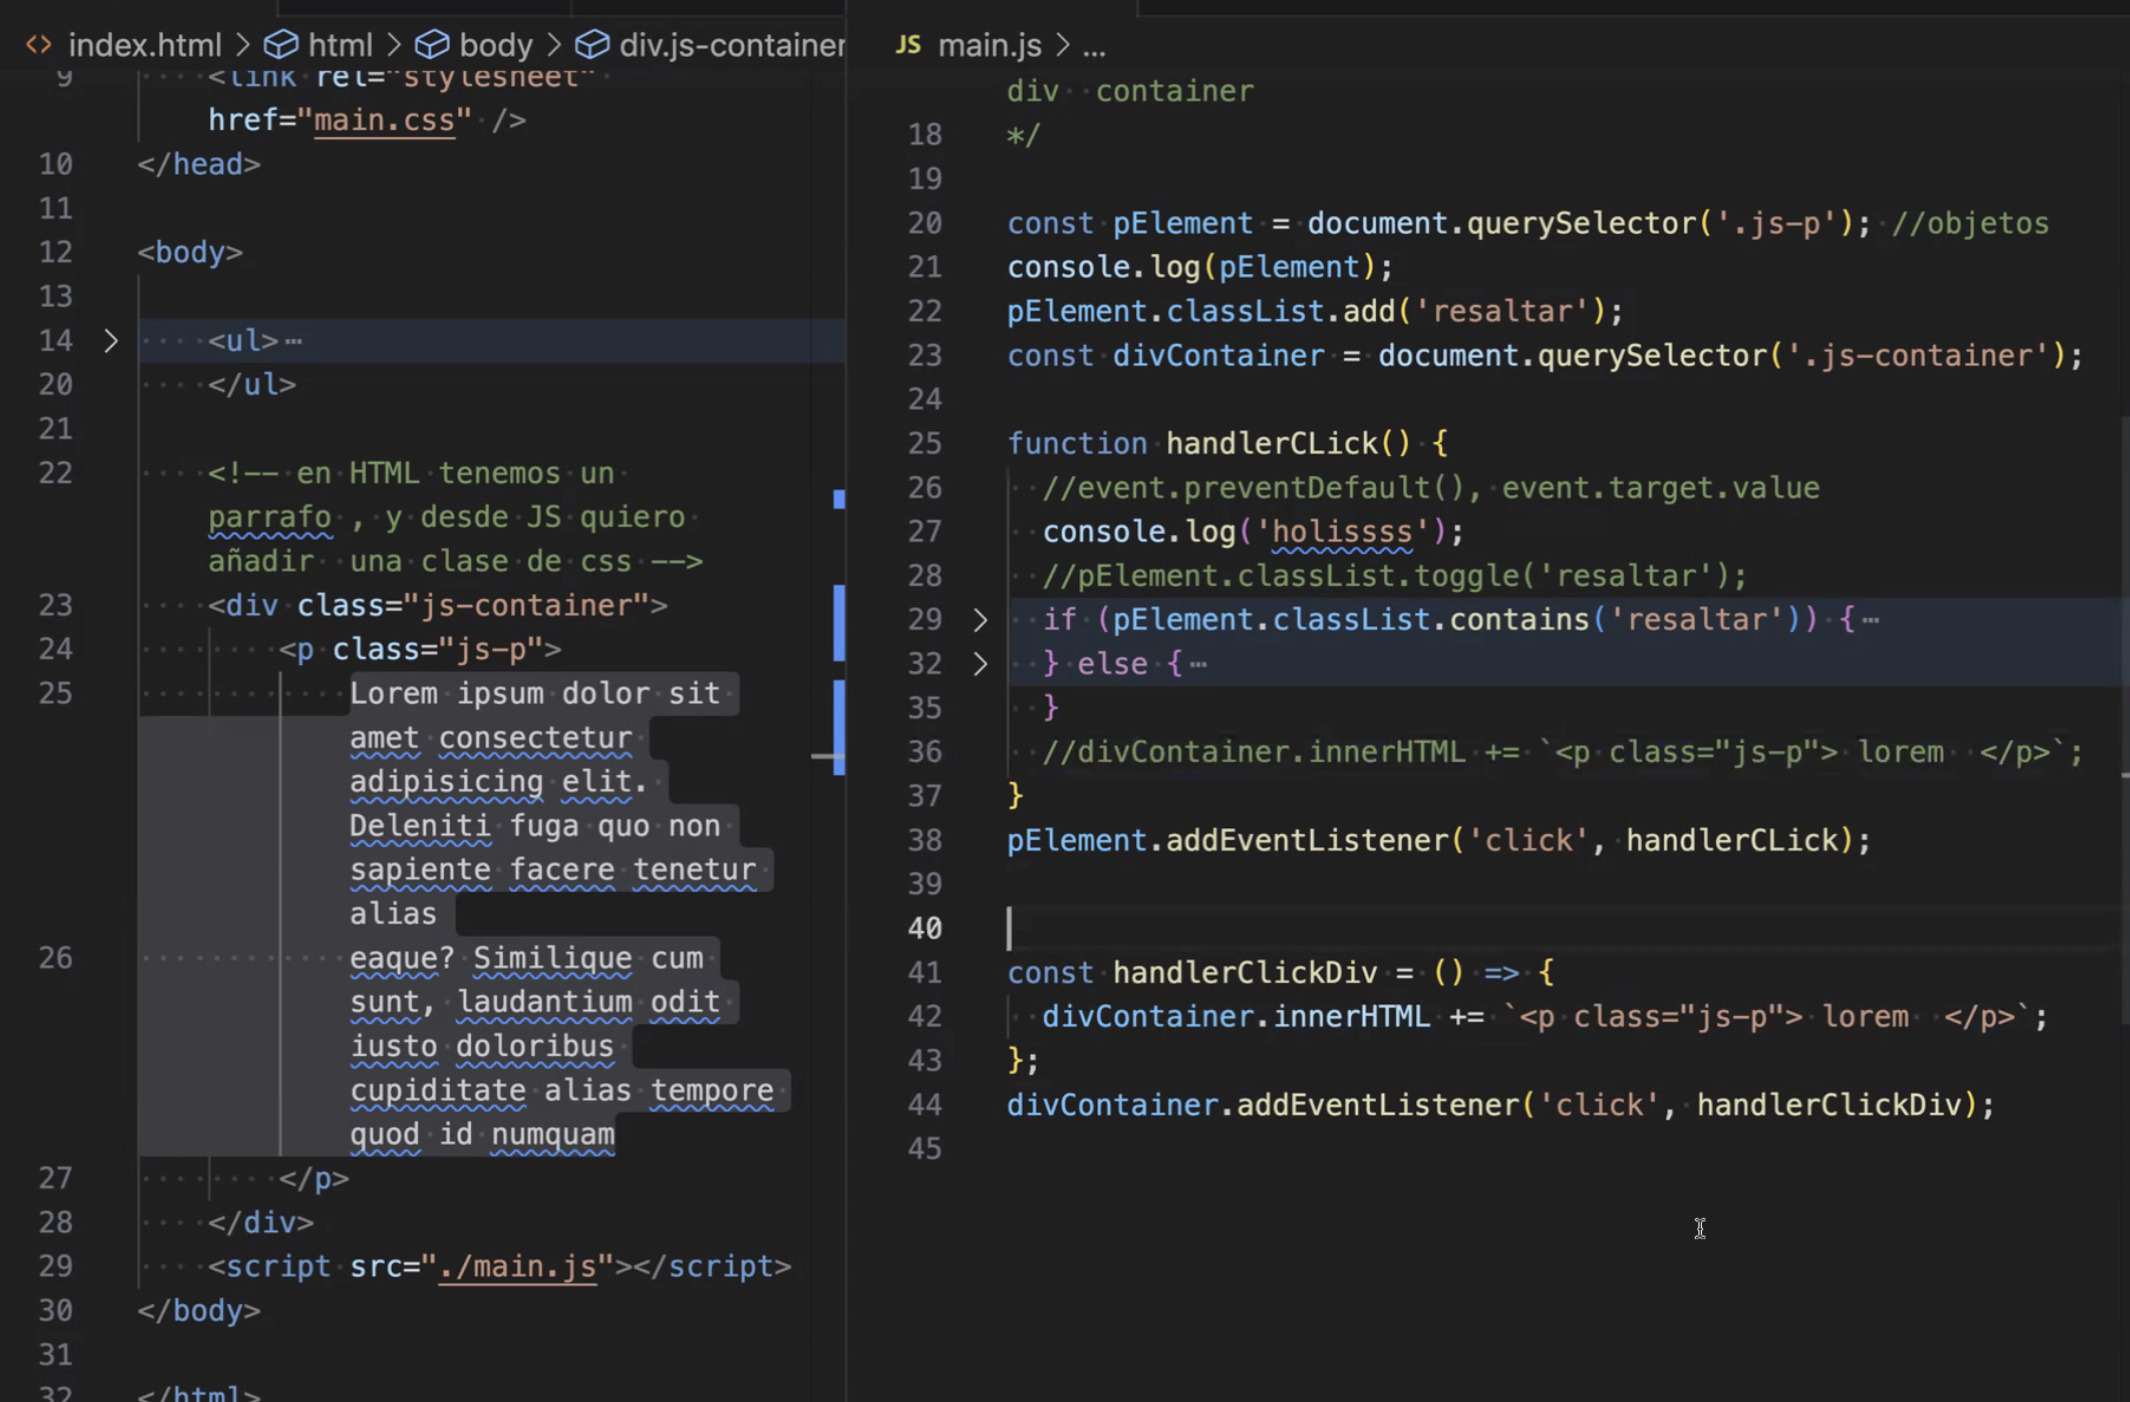 index.html > html > body > div.js-container
9 <link rel="stylesheet"
href="main.css" />
10 </head>
11
12 <body>
13
14 <ul>⋯
20 </ul>
21
22 <!-- en HTML tenemos un
parrafo , y desde JS quiero
añadir  una clase de css -->
23 <div class="js-container">
24 <p class="js-p">
25 Lorem ipsum dolor sit
amet consectetur
adipisicing elit.
Deleniti fuga quo non
sapiente facere tenetur
alias
26 eaque? Similique cum
sunt, laudantium odit
iusto doloribus
cupiditate alias tempore
quod id numquam
27 </p>
28 </div>
29 <script src="./main.js"></script>
30 </body>
31
32 </html>
JS main.js > ...
div  container
18 */
19
20 const pElement = document.querySelector('.js-p'); //objetos
21 console.log(pElement);
22 pElement.classList.add('resaltar');
23 const divContainer = document.querySelector('.js-container');
24
25 function handlerCLick() {
26 //event.preventDefault(), event.target.value
27 console.log('holissss');
28 //pElement.classList.toggle('resaltar');
29 if (pElement.classList.contains('resaltar')) {⋯
32 } else {⋯
35 }
36 //divContainer.innerHTML += `<p class="js-p"> lorem  </p>`;
37 }
38 pElement.addEventListener('click', handlerCLick);
39
40
41 const handlerClickDiv = () => {
42 divContainer.innerHTML += `<p class="js-p"> lorem  </p>`;
43 };
44 divContainer.addEventListener('click', handlerClickDiv);
45